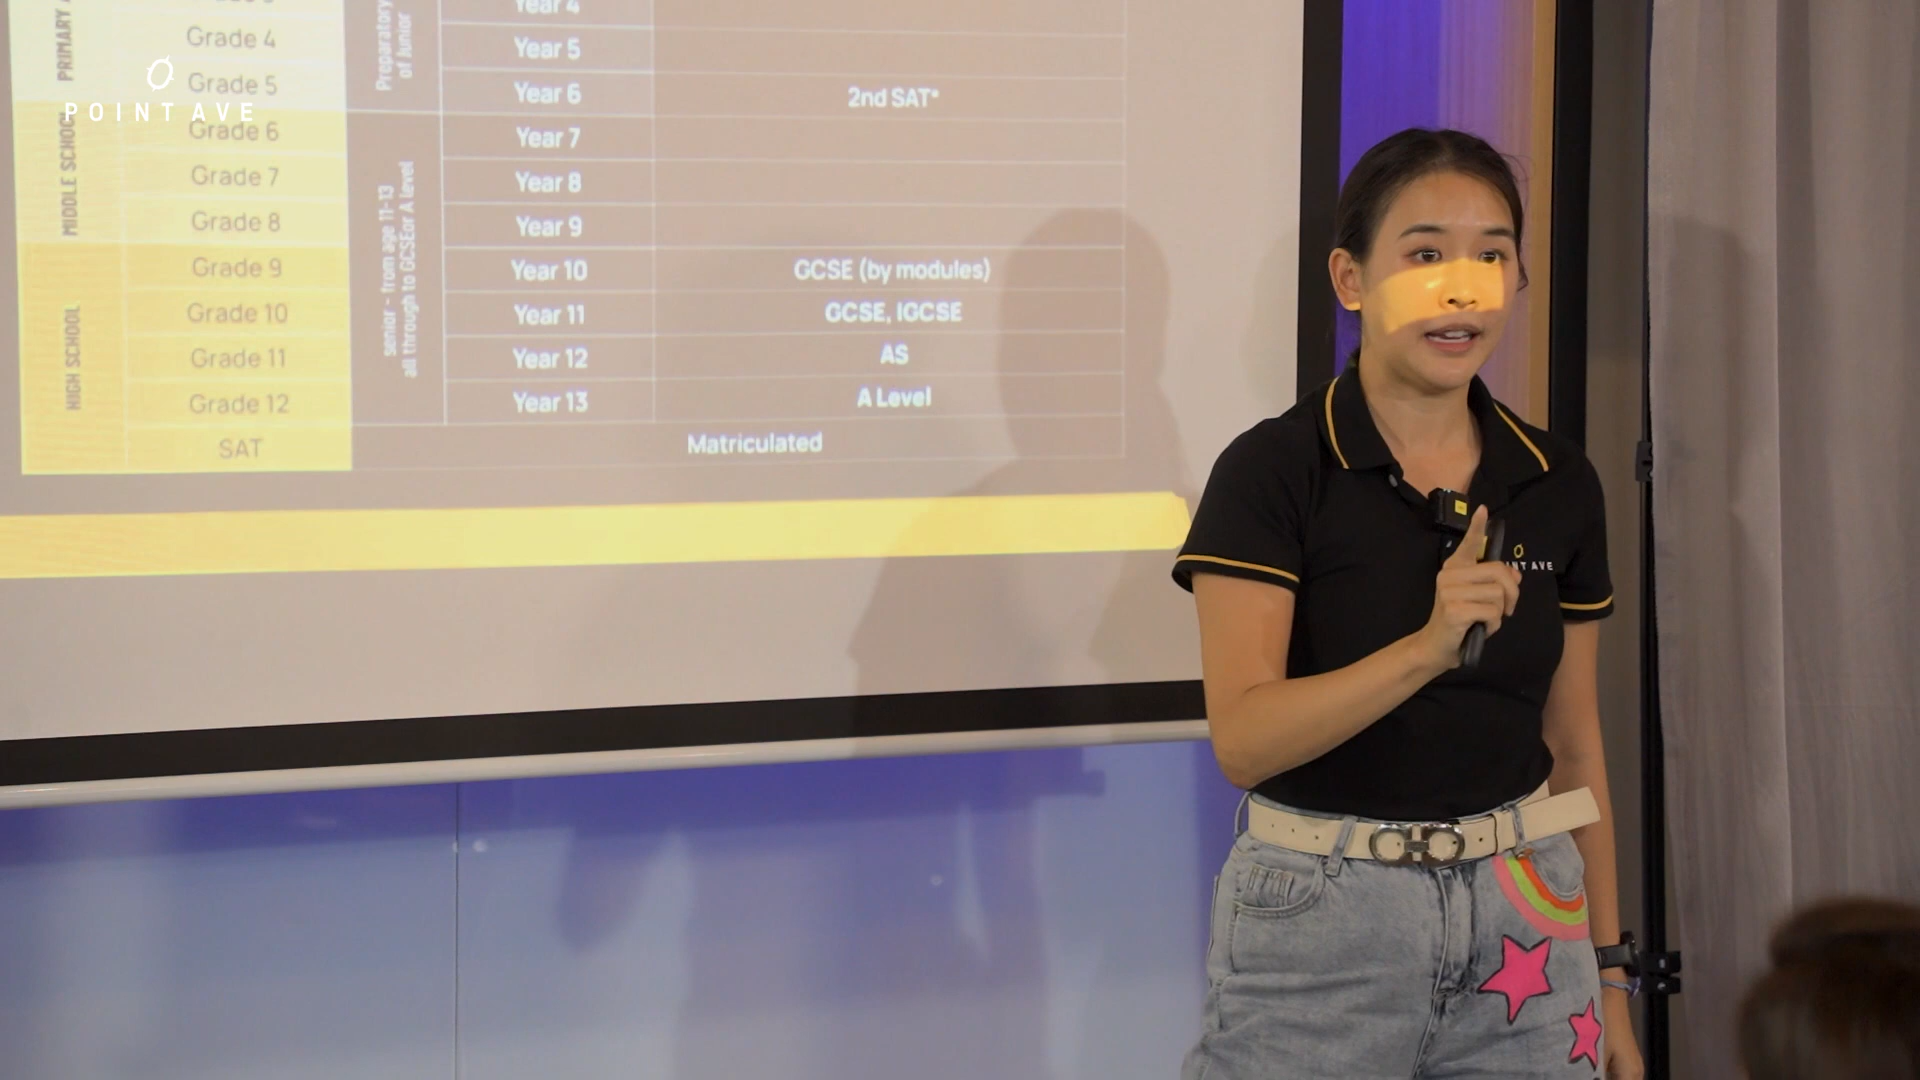 PRIMARY
Grade 4
Grade 5
POINT AVE
MIDDLE SCHOOL
Grade 6
Grade 7
Grade 8
HIGH SCHOOL
Grade 9
Grade 10
Grade 11
Grade 12
SAT
Preparatory
of Junior
senior - from age 11-13
all through to GCSEor A level
Year 4
Year 5
Year 6
2nd SAT*
Year 7
Year 8
Year 9
Year 10
GCSE (by modules)
Year 11
GCSE, IGCSE
Year 12
AS
Year 13
A Level
Matriculated
INT AVE